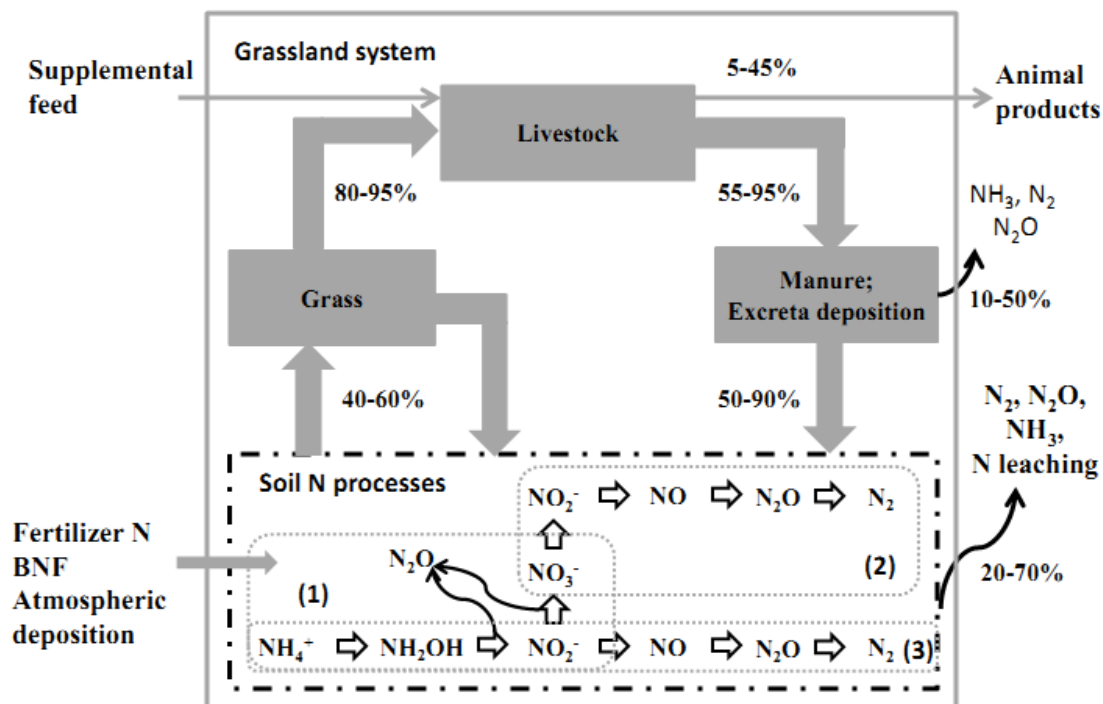 Grassland system
Supplemental
feed
5-45%
Animal
products
Livestock
80-95%
55-95%
NH₃, N₂
N₂O
Grass
Manure;
Excreta deposition
10-50%
40-60%
50-90%
N₂, N₂O,
NH₃,
N leaching
Soil N processes
NO₂⁻ NO N₂O N₂
Fertilizer N
BNF
Atmospheric
deposition
N₂O
NO₃⁻
(1)
(2)
20-70%
NH₄⁺ NH₂OH NO₂⁻ NO N₂O N₂ (3)